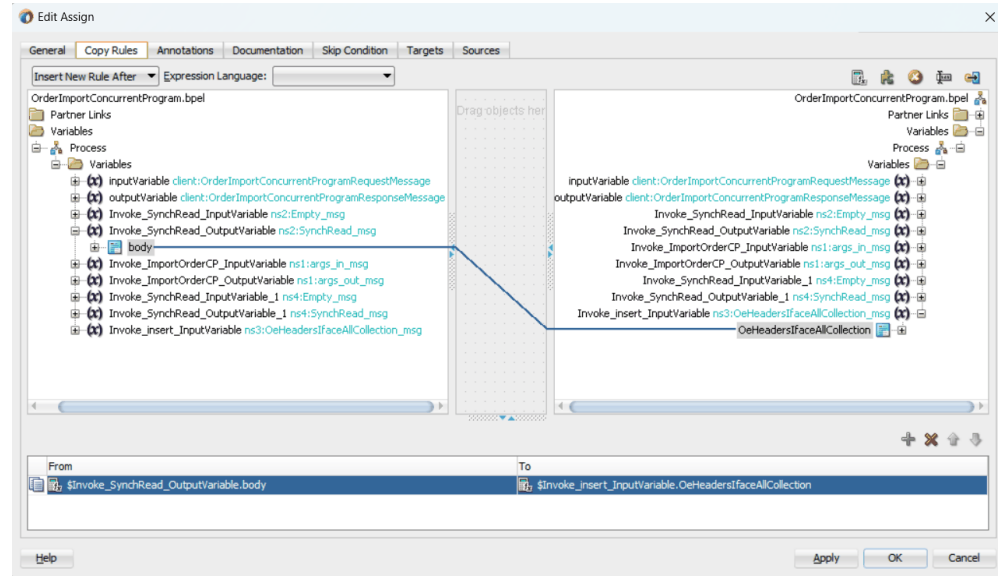 Edit Assign
General Copy Rules Annotations Documentation Skip Condition Targets Sources
Insert New Rule After Expression Language:
OrderImportConcurrentProgram.bpel
Partner Links
Variables
Process
Variables
inputVariable client:OrderImportConcurrentProgramRequestMessage
outputVariable client:OrderImportConcurrentProgramResponseMessage
Invoke_SynchRead_InputVariable ns2:Empty_msg
Invoke_SynchRead_OutputVariable ns2:SynchRead_msg
body
Invoke_ImportOrderCP_InputVariable ns1:args_in_msg
Invoke_ImportOrderCP_OutputVariable ns1:args_out_msg
Invoke_SynchRead_InputVariable_1 ns4:Empty_msg
Invoke_SynchRead_OutputVariable_1 ns4:SynchRead_msg
Invoke_insert_InputVariable ns3:OeHeadersIfaceAllCollection_msg
Drag objects her
OrderImportConcurrentProgram.bpel
Partner Links
Variables
Process
Variables
inputVariable client:OrderImportConcurrentProgramRequestMessage
outputVariable client:OrderImportConcurrentProgramResponseMessage
Invoke_SynchRead_InputVariable ns2:Empty_msg
Invoke_SynchRead_OutputVariable ns2:SynchRead_msg
Invoke_ImportOrderCP_InputVariable ns1:args_in_msg
Invoke_ImportOrderCP_OutputVariable ns1:args_out_msg
Invoke_SynchRead_InputVariable_1 ns4:Empty_msg
Invoke_SynchRead_OutputVariable_1 ns4:SynchRead_msg
Invoke_insert_InputVariable ns3:OeHeadersIfaceAllCollection_msg
OeHeadersIfaceAllCollection
From To
$Invoke_SynchRead_OutputVariable.body $Invoke_insert_InputVariable.OeHeadersIfaceAllCollection
Help Apply OK Cancel